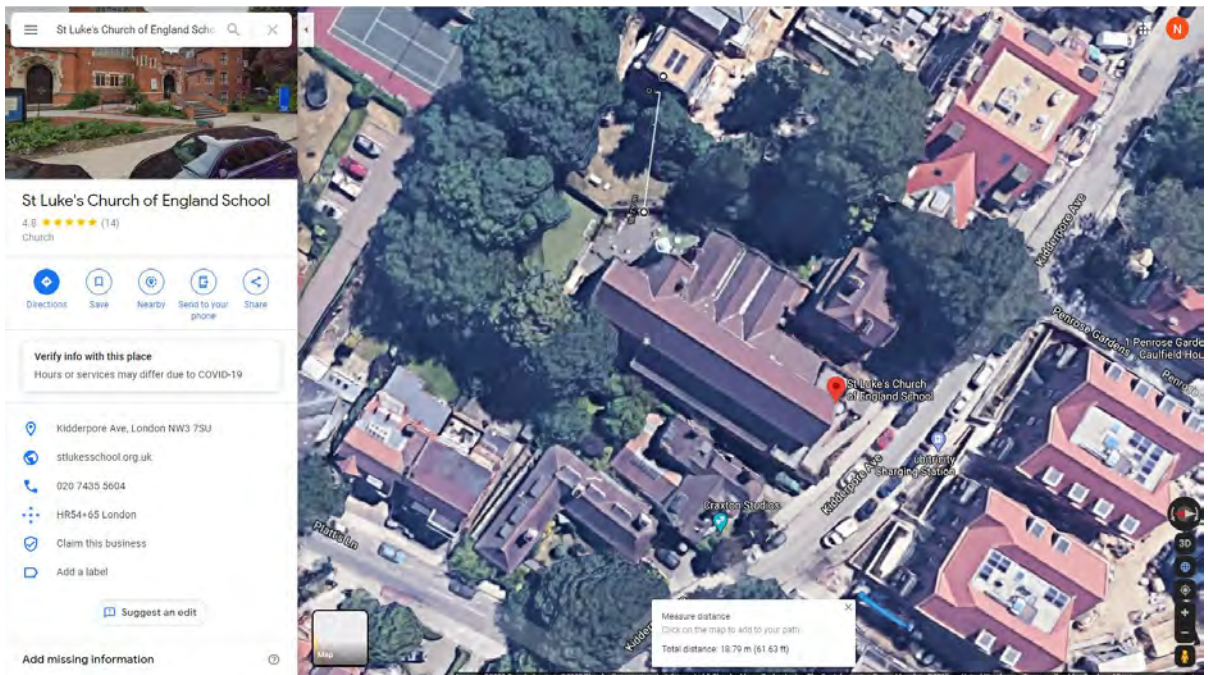 St Luke's Church of England Scho
St Luke's Church of England School
4.8 ★★★★★ (14)
Church
Directions
Save
Nearby
Send to your
phone
Share
Verify info with this place
Hours or services may differ due to COVID-19
Kidderpore Ave, London NW3 7SU
stlukesschool.org.uk
020 7435 5604
HR54+65 London
Claim this business
Add a label
Suggest an edit
Add missing information
N
Kidderpore Ave
Penrose Gardens
1 Penrose Garde
Caulfield Hou
Penrose
St Luke's Church
of England School
ubitricity
Charging Station
Kidderpore Ave
Craxton Studios
Platt's Ln
Kidder
Map
Measure distance
Click on the map to add to your path
Total distance: 18.79 m (61.63 ft)
3D